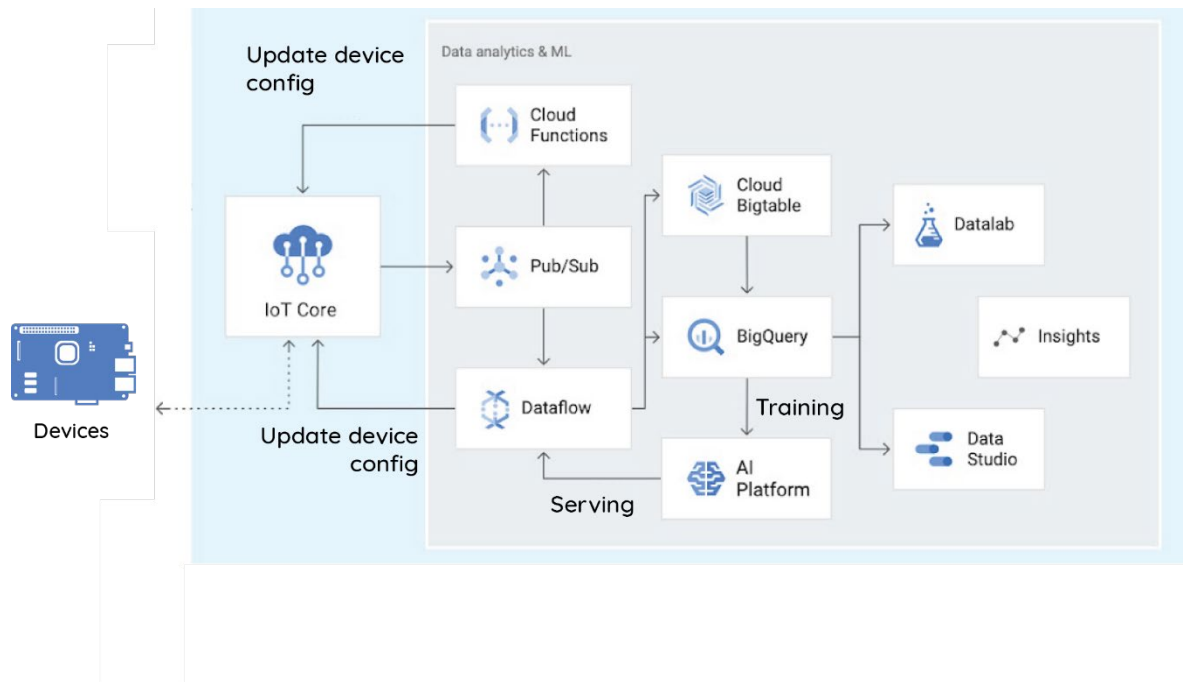 Update device
config
Data analytics & ML
Cloud
Functions
Cloud
Bigtable
Datalab
IoT Core
Pub/Sub
BigQuery
Insights
Devices
Update device
config
Dataflow
Training
Data
Studio
AI
Platform
Serving